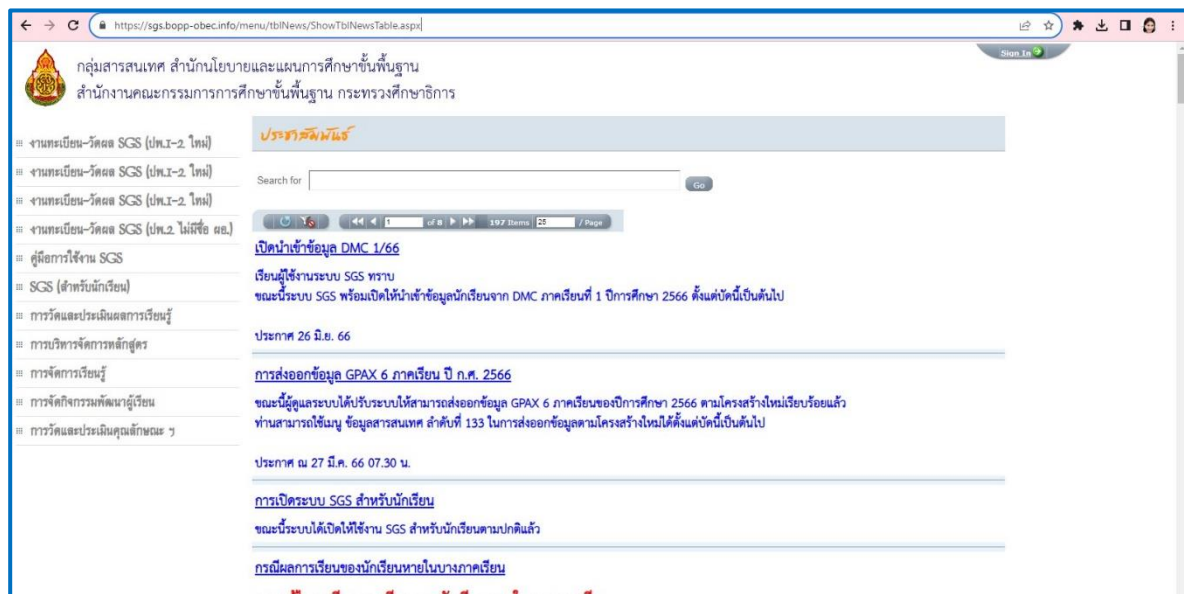 https://sgs.bopp-obec.info/menu/tblNews/ShowTblNewsTable.aspx
Sign In
กลุ่มสารสนเทศ สำนักนโยบายและแผนการศึกษาขั้นพื้นฐาน
สำนักงานคณะกรรมการการศึกษาขั้นพื้นฐาน กระทรวงศึกษาธิการ
งานทะเบียน-วัดผล SGS (ปพ.1-2 ใหม่)
งานทะเบียน-วัดผล SGS (ปพ.1-2 ใหม่)
งานทะเบียน-วัดผล SGS (ปพ.1-2 ใหม่)
งานทะเบียน-วัดผล SGS (ปพ.2 ไม่มีชื่อ ผอ.)
คู่มือการใช้งาน SGS
SGS (สำหรับนักเรียน)
การวัดและประเมินผลการเรียนรู้
การบริหารจัดการหลักสูตร
การจัดการเรียนรู้
การจัดกิจกรรมพัฒนาผู้เรียน
การวัดและประเมินคุณลักษณะ ฯ
ประชาสัมพันธ์
Search for
Go
1 of 8 197 Items 25 / Page
เปิดนำเข้าข้อมูล DMC 1/66
เรียนผู้ใช้งานระบบ SGS ทราบ
ขณะนี้ระบบ SGS พร้อมเปิดให้นำเข้าข้อมูลนักเรียนจาก DMC ภาคเรียนที่ 1 ปีการศึกษา 2566 ตั้งแต่บัดนี้เป็นต้นไป
ประกาศ 26 มิ.ย. 66
การส่งออกข้อมูล GPAX 6 ภาคเรียน ปี ก.ศ. 2566
ขณะนี้ผู้ดูแลระบบได้ปรับระบบให้สามารถส่งออกข้อมูล GPAX 6 ภาคเรียนของปีการศึกษา 2566 ตามโครงสร้างใหม่เรียบร้อยแล้ว
ท่านสามารถใช้เมนู ข้อมูลสารสนเทศ ลำดับที่ 133 ในการส่งออกข้อมูลตามโครงสร้างใหม่ได้ตั้งแต่บัดนี้เป็นต้นไป
ประกาศ ณ 27 มี.ค. 66 07.30 น.
การเปิดระบบ SGS สำหรับนักเรียน
ขณะนี้ระบบได้เปิดให้ใช้งาน SGS สำหรับนักเรียนตามปกติแล้ว
กรณีผลการเรียนของนักเรียนหายในบางภาคเรียน